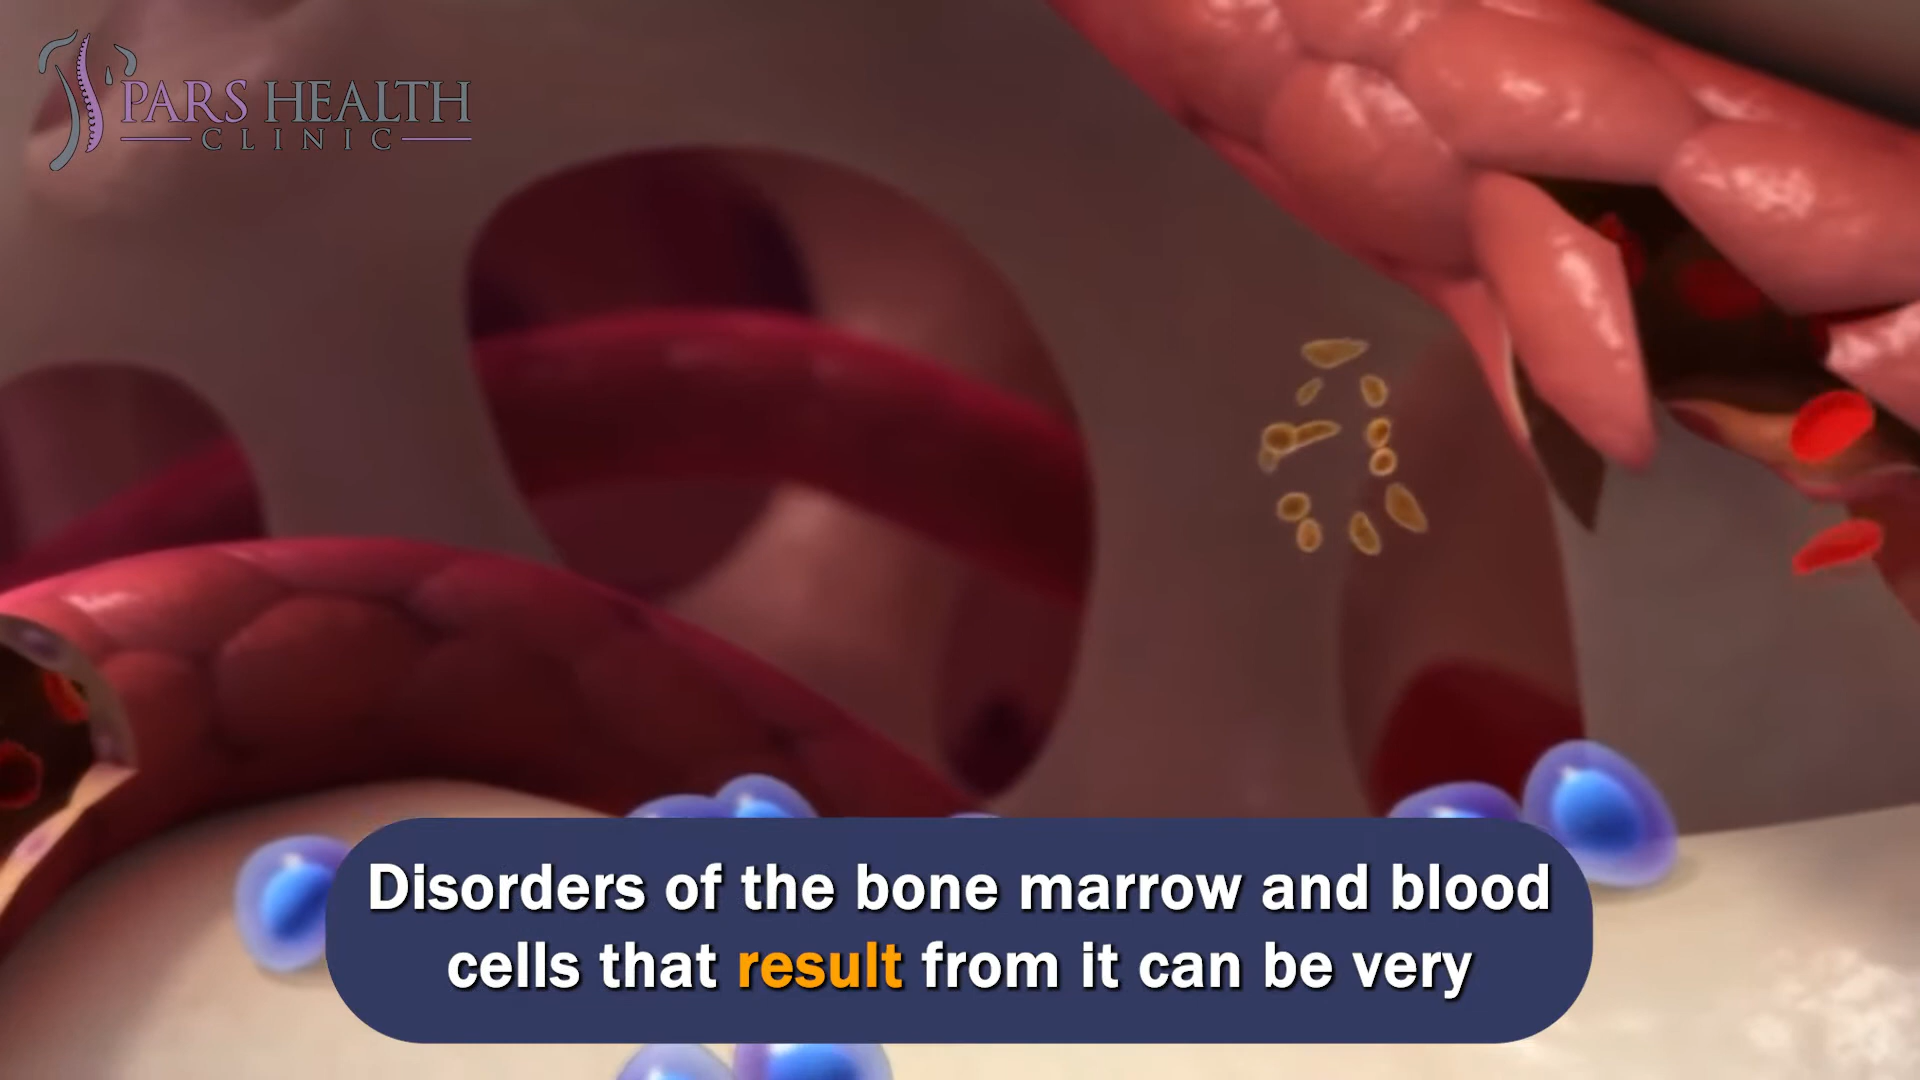 PARS HEALTH
CLINIC
Disorders of the bone marrow and blood
cells that result from it can be very